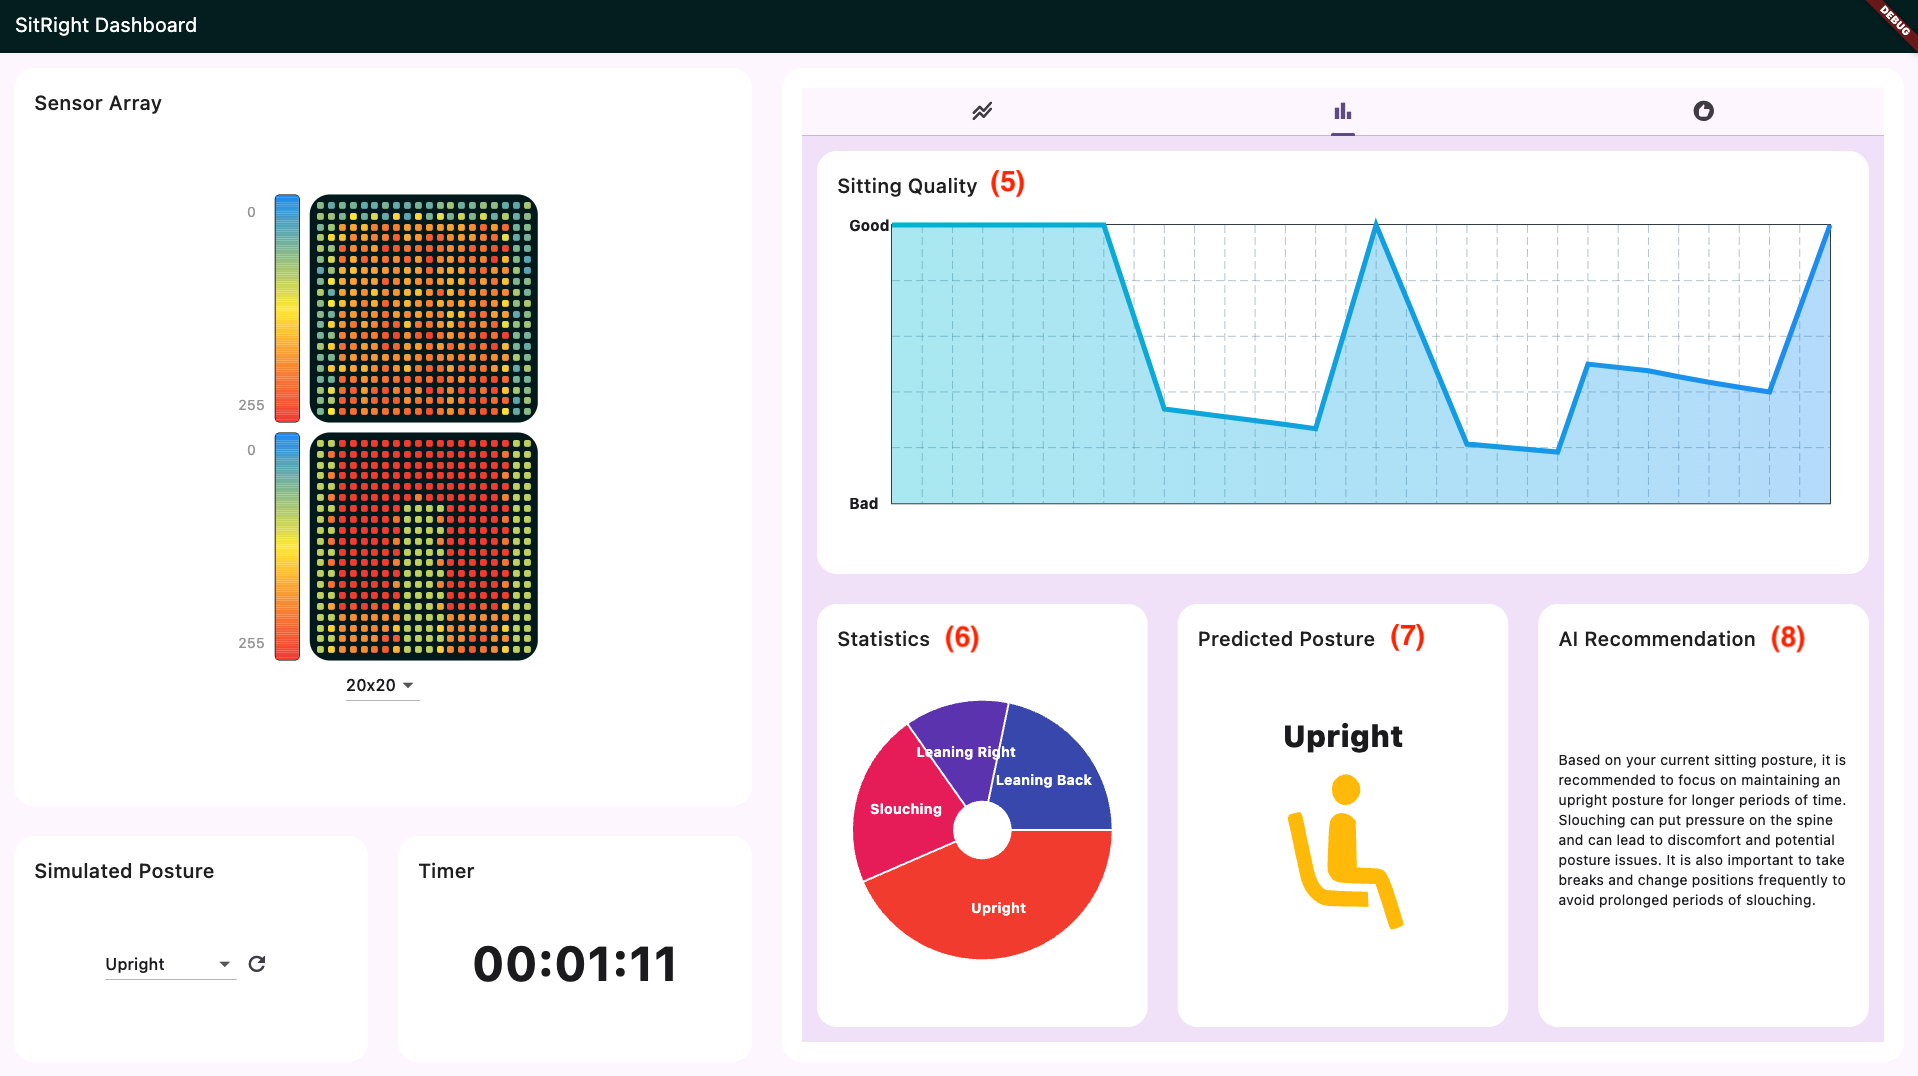 SitRight Dashboard
DEBUG
Sensor Array
0
255
0
255
20x20
Simulated Posture
Upright
Timer
00:01:11
Sitting Quality (5)
Good
Bad
Statistics (6)
Leaning Right
Leaning Back
Slouching
Upright
Predicted Posture (7)
Upright
AI Recommendation (8)
Based on your current sitting posture, it is
recommended to focus on maintaining an
upright posture for longer periods of time.
Slouching can put pressure on the spine
and can lead to discomfort and potential
posture issues. It is also important to take
breaks and change positions frequently to
avoid prolonged periods of slouching.